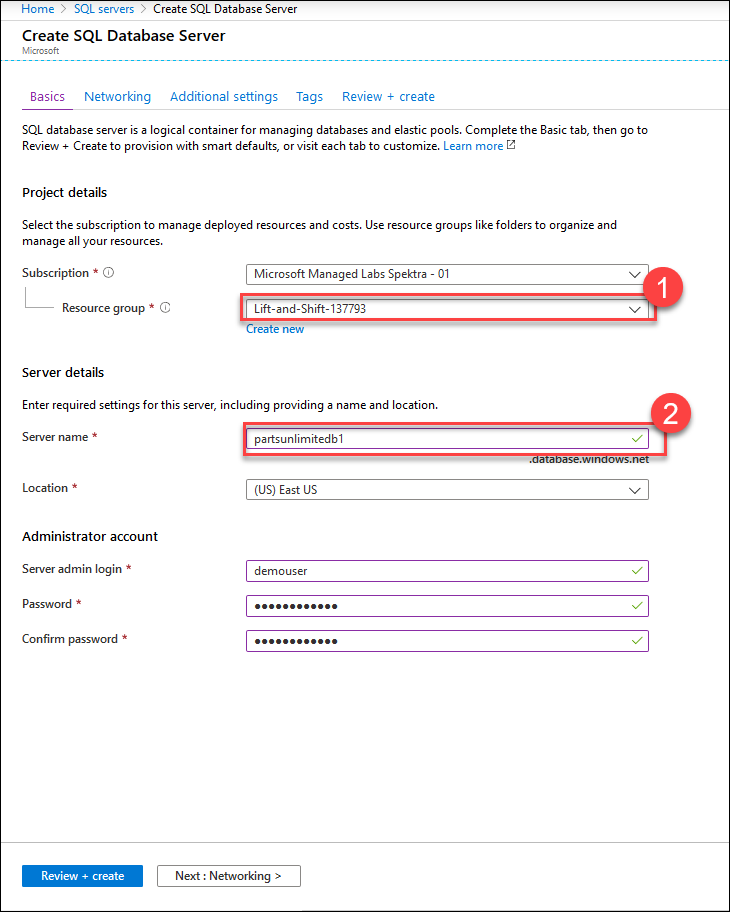 Home > SQL servers > Create SQL Database Server
Create SQL Database Server
Microsoft
Basics Networking Additional settings Tags Review + create
SQL database server is a logical container for managing databases and elastic pools. Complete the Basic tab, then go to
Review + Create to provision with smart defaults, or visit each tab to customize. Learn more
Project details
Select the subscription to manage deployed resources and costs. Use resource groups like folders to organize and
manage all your resources.
Subscription * Microsoft Managed Labs Spektra - 01
1
Resource group * Lift-and-Shift-137793
Create new
Server details
Enter required settings for this server, including providing a name and location.
2
Server name * partsunlimitedb1
.database.windows.net
Location * (US) East US
Administrator account
Server admin login * demouser
Password * ●●●●●●●●●●●●
Confirm password * ●●●●●●●●●●●●
Review + create Next : Networking >